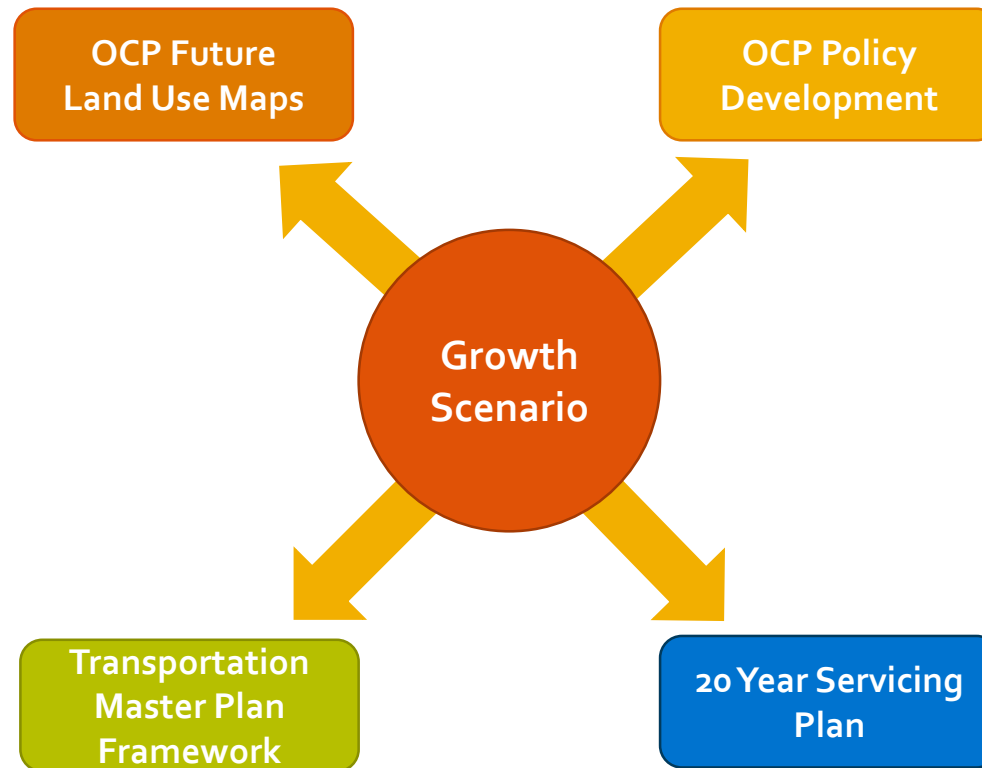 OCP Future
Land Use Maps
OCP Policy
Development
Growth
Scenario
Transportation
Master Plan
Framework
20 Year Servicing
Plan